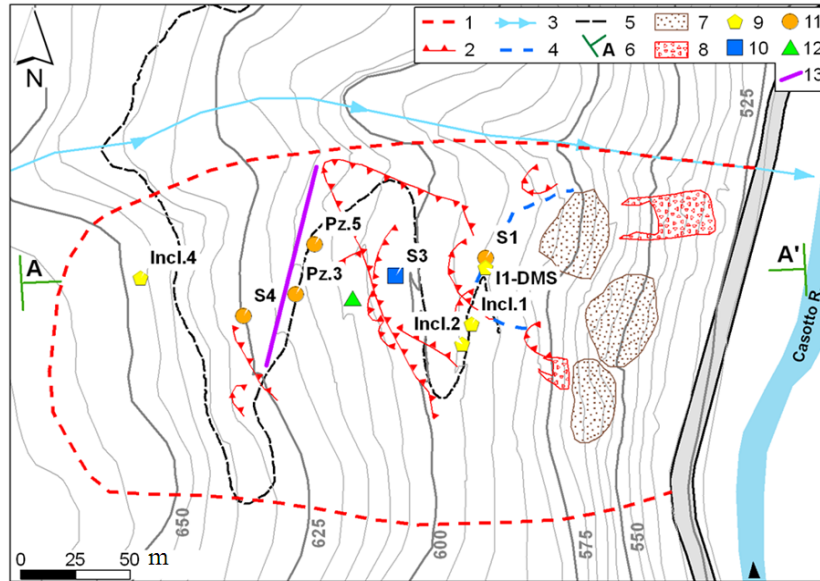 1 3 5 7 9 11
2 4 A 6 8 10 12
13
N
525
Pz.5
S1
A Incl.4 S3 A'
Pz.3 I1-DMS
S4 Incl.1
Incl.2
Casotto R.
650 625 600 575 550
0 25 50 m